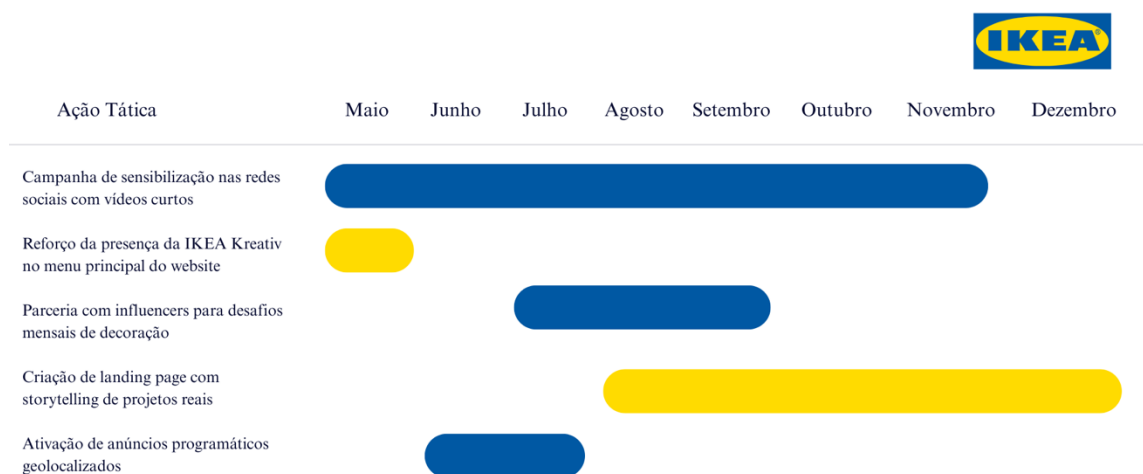 IKEA
Ação Tática Maio Junho Julho Agosto Setembro Outubro Novembro Dezembro
Campanha de sensibilização nas redes
sociais com vídeos curtos
Reforço da presença da IKEA Kreativ
no menu principal do website
Parceria com influencers para desafios
mensais de decoração
Criação de landing page com
storytelling de projetos reais
Ativação de anúncios programáticos
geolocalizados